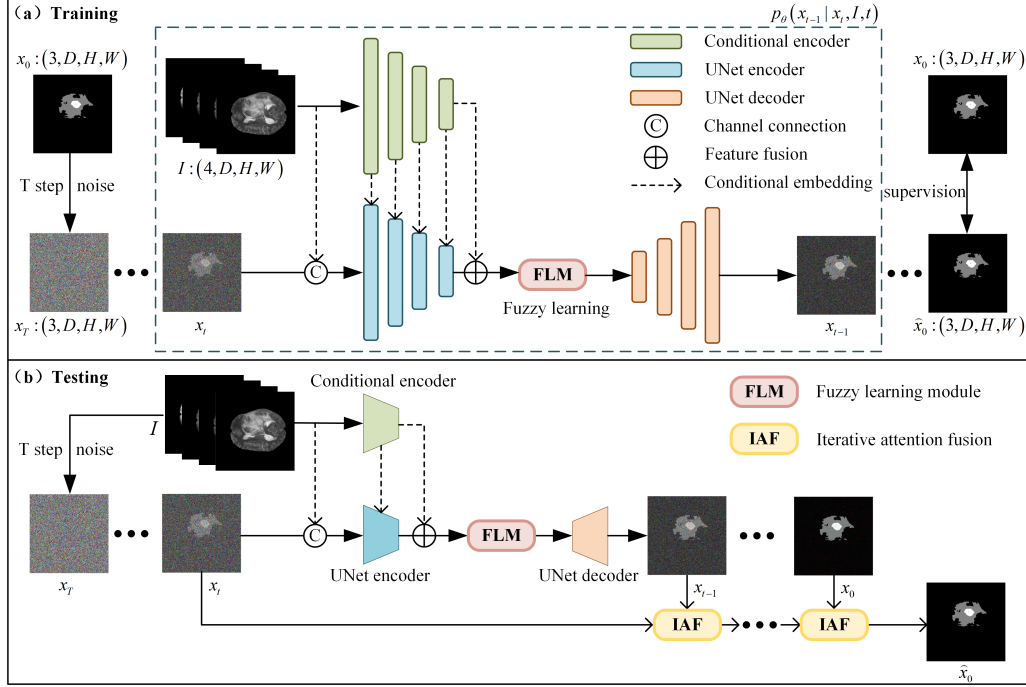 (a) Training
p_θ(x_{t-1} | x_t, I, t)
x_0 : (3, D, H, W)
I : (4, D, H, W)
T step noise
x_T : (3, D, H, W)
x_t
C
C
FLM
Fuzzy learning
Conditional encoder
UNet encoder
UNet decoder
Channel connection
Feature fusion
Conditional embedding
x_{t-1}
x_0 : (3, D, H, W)
supervision
x̂_0 : (3, D, H, W)
(b) Testing
Conditional encoder
I
T step noise
x_T
x_t
C
UNet encoder
FLM
UNet decoder
FLM
Fuzzy learning module
IAF
Iterative attention fusion
x_{t-1}
x_0
IAF
IAF
x̂_0